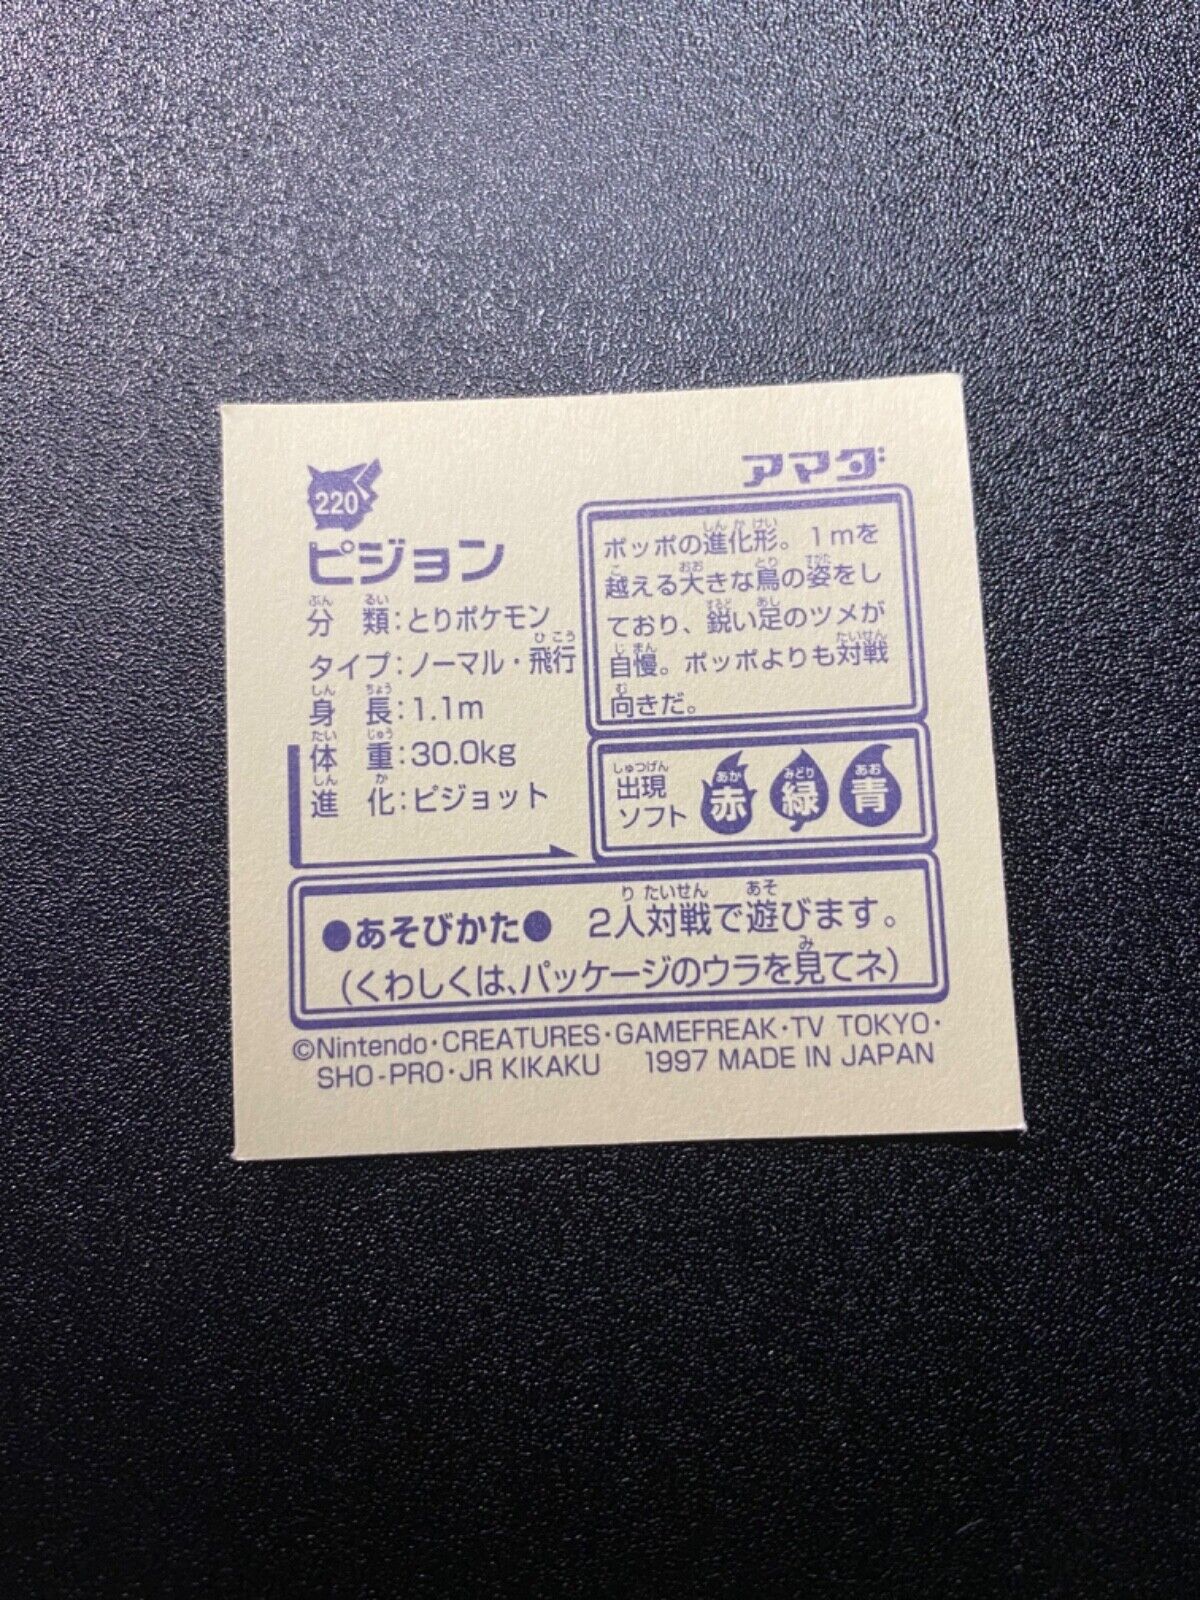 アマダ
220
ピジョン
分類:とりポケモン
タイプ:ノーマル・飛行
身長:1.1m
体重:30.0kg
進化:ピジョット
ポッポの進化形。1mを
越える大きな鳥の姿をし
ており、鋭い足のツメが
自慢。ポッポよりも対戦
向きだ。
出現
ソフト
赤 緑 青
●あそびかた● 2人対戦で遊びます。
(くわしくは、パッケージのウラを見てネ)
©Nintendo・CREATURES・GAMEFREAK・TV TOKYO・
SHO-PRO・JR KIKAKU 1997 MADE IN JAPAN